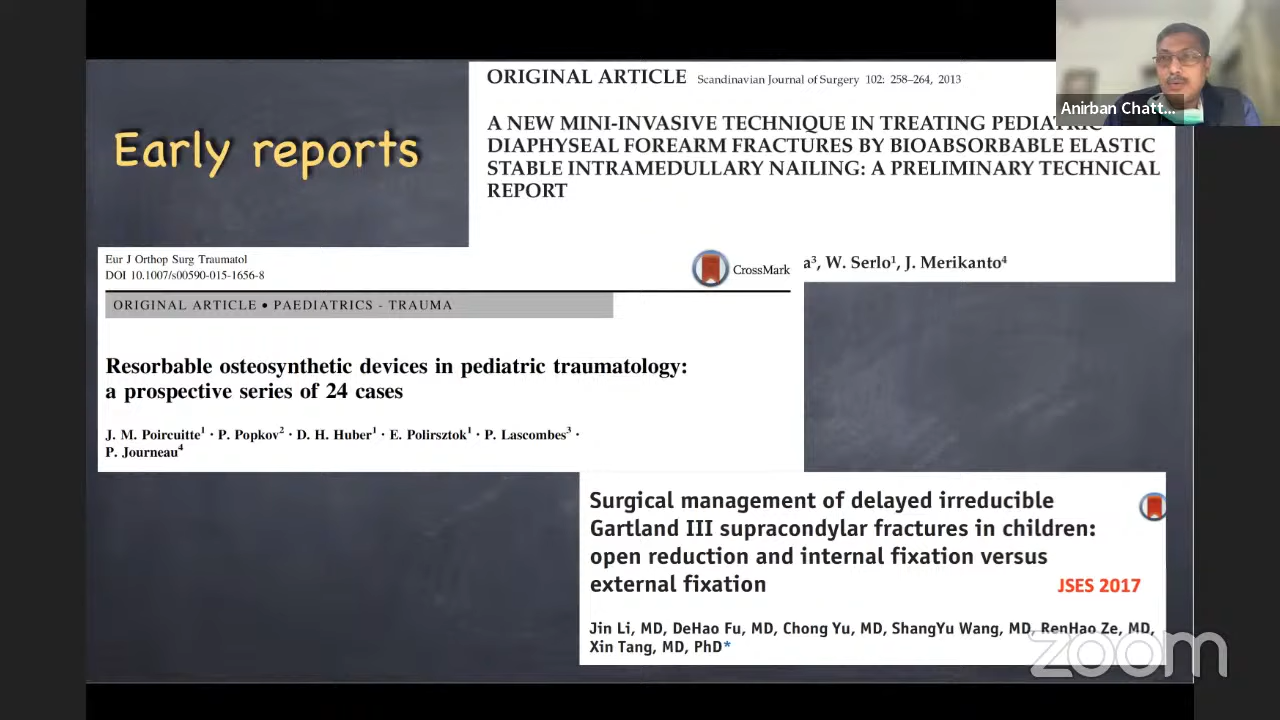 Early reports
ORIGINAL ARTICLE Scandinavian Journal of Surgery 102: 258–264, 2013
A NEW MINI-INVASIVE TECHNIQUE IN TREATING PEDIATRIC
DIAPHYSEAL FOREARM FRACTURES BY BIOABSORBABLE ELASTIC
STABLE INTRAMEDULLARY NAILING: A PRELIMINARY TECHNICAL
REPORT
a³, W. Serlo¹, J. Merikanto⁴
Anirban Chatt...
Eur J Orthop Surg Traumatol
DOI 10.1007/s00590-015-1656-8
CrossMark
ORIGINAL ARTICLE • PAEDIATRICS - TRAUMA
Resorbable osteosynthetic devices in pediatric traumatology:
a prospective series of 24 cases
J. M. Poircuitte¹ · P. Popkov² · D. H. Huber¹ · E. Polirsztok¹ · P. Lascombes³ ·
P. Journeau⁴
Surgical management of delayed irreducible
Gartland III supracondylar fractures in children:
open reduction and internal fixation versus
external fixation
JSES 2017
Jin Li, MD, DeHao Fu, MD, Chong Yu, MD, ShangYu Wang, MD, RenHao Ze, MD,
Xin Tang, MD, PhD*
zoom